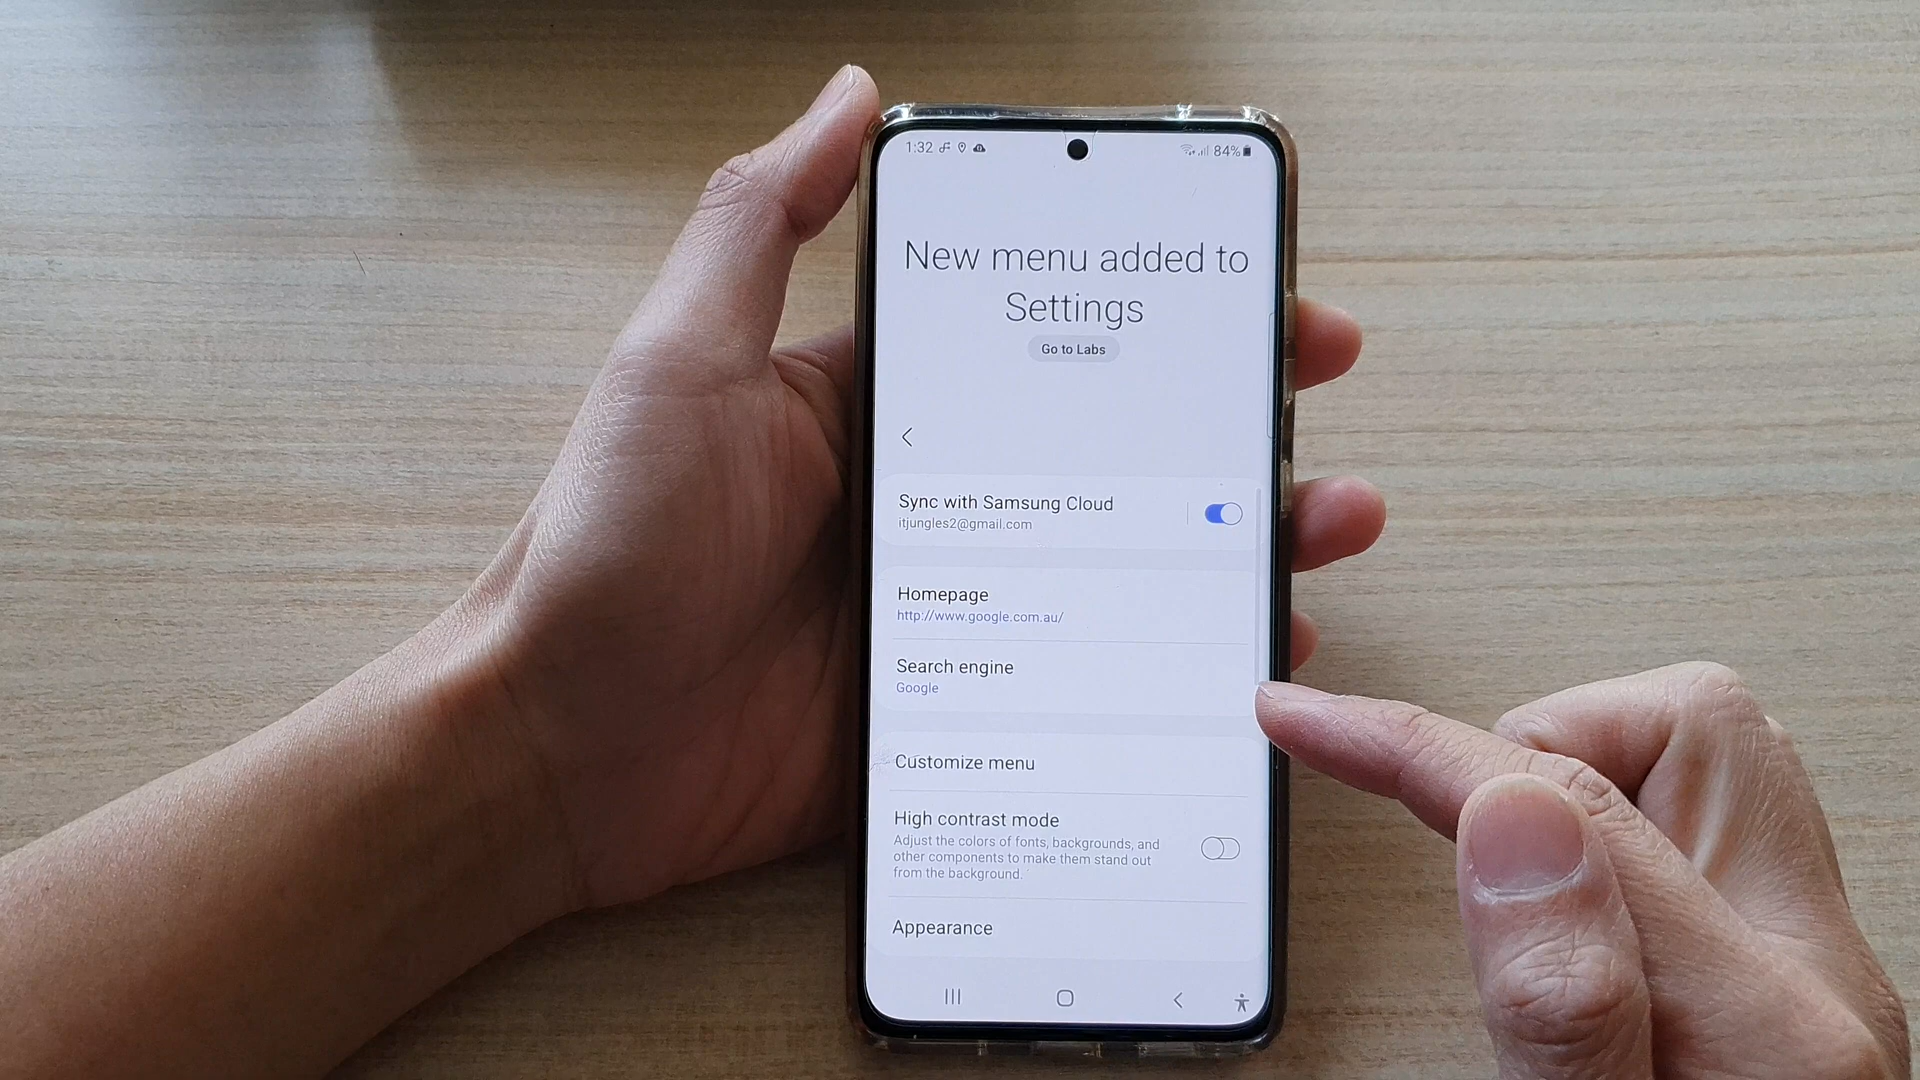 1:32
84%
New menu added to
Settings
Go to Labs
Sync with Samsung Cloud
itjungles2@gmail.com
Homepage
http://www.google.com.au/
Search engine
Google
Customize menu
High contrast mode
Adjust the colors of fonts, backgrounds, and
other components to make them stand out
from the background.
Appearance